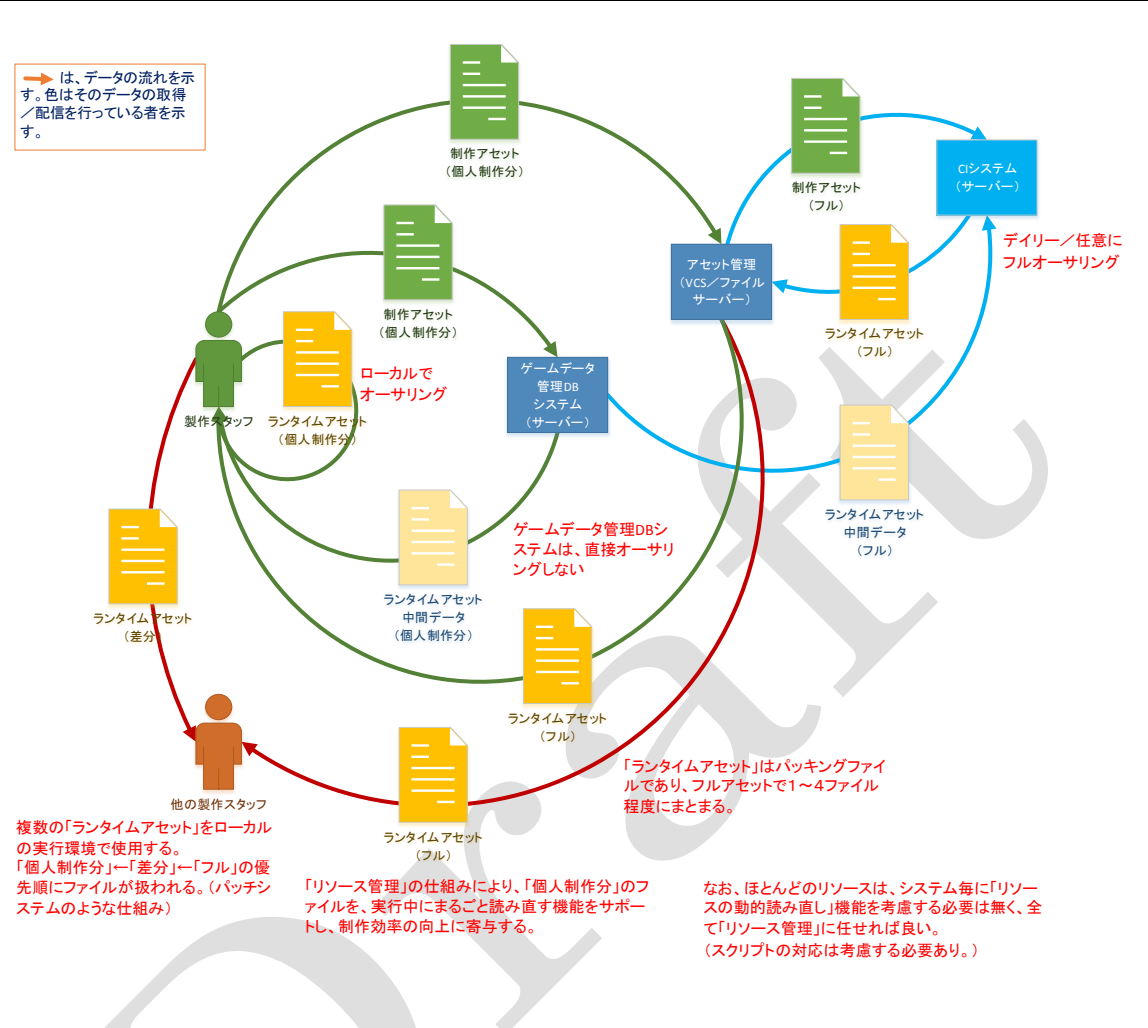 は、データの流れを示
す。色はそのデータの取得
／配信を行っている者を示
す。
制作アセット
（個人制作分）
制作アセット
（フル）
CIシステム
（サーバー）
デイリー／任意に
フルオーサリング
アセット管理
（VCS／ファイル
サーバー）
ランタイムアセット
（フル）
制作アセット
（個人制作分）
ローカルで
オーサリング
製作スタッフ
ランタイムアセット
（個人制作分）
ゲームデータ
管理DB
システム
（サーバー）
ランタイムアセット
中間データ
（フル）
ゲームデータ管理DBシ
ステムは、直接オーサリ
ングしない
ランタイムアセット
中間データ
（個人制作分）
ランタイムアセット
（差分）
ランタイムアセット
（フル）
「ランタイムアセット」はパッキングファイ
ルであり、フルアセットで１～４ファイル
程度にまとまる。
他の製作スタッフ
複数の「ランタイムアセット」をローカル
の実行環境で使用する。
「個人制作分」←「差分」←「フル」の優
先順にファイルが扱われる。（パッチシ
ステムのような仕組み）
ランタイムアセット
（フル）
「リソース管理」の仕組みにより、「個人制作分」のフ
ァイルを、実行中にまるごと読み直す機能をサポー
トし、制作効率の向上に寄与する。
なお、ほとんどのリソースは、システム毎に「リソー
スの動的読み直し」機能を考慮する必要は無く、全
て「リソース管理」に任せれば良い。
（スクリプトの対応は考慮する必要あり。）
Draft